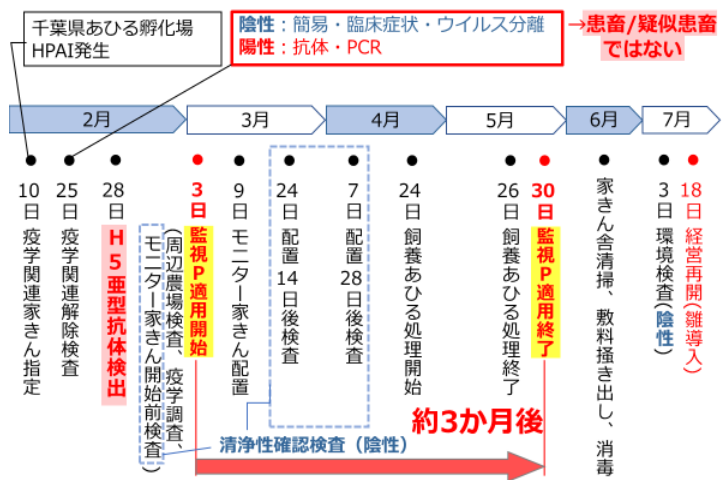 千葉県あひる孵化場
HPAI発生
陰性：簡易・臨床症状・ウイルス分離
陽性：抗体・PCR
→患畜/疑似患畜
ではない
2月
3月
4月
5月
6月
7月
10日 疫学関連家きん指定
25日 疫学関連解除検査
28日 H5亜型抗体検出
3日 監視P適用開始
(周辺農場検査、疫学調査、
モニター家きん開始前検査)
9日 モニター家きん配置
24日 配置14日後検査
7日 配置28日後検査
24日 飼養あひる処理開始
26日 飼養あひる処理終了
30日 監視P適用終了
家きん舎清掃、敷料掻き出し、消毒
3日 環境検査(陰性)
18日 経営再開(雛導入)
約3か月後
清浄性確認検査（陰性）